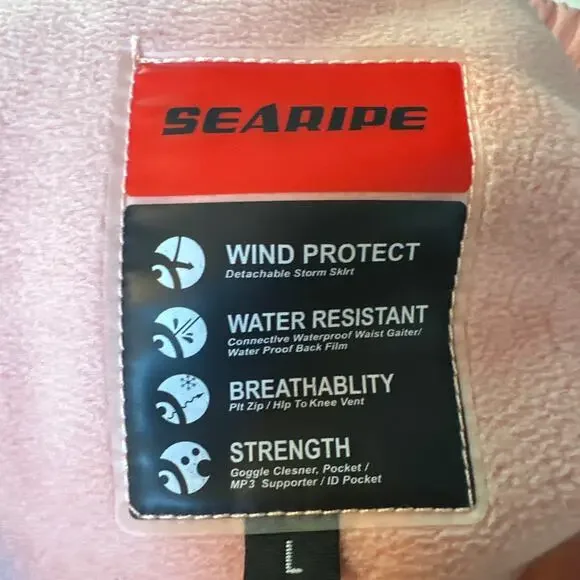 SEARIPE
WIND PROTECT
Detachable Storm Skirt
WATER RESISTANT
Connective Waterproof Waist Gaiter/
Water Proof Back Film
BREATHABLITY
Pit Zip / Hip To Knee Vent
STRENGTH
Goggle Clesner, Pocket /
MP3 Supporter / ID Pocket
L